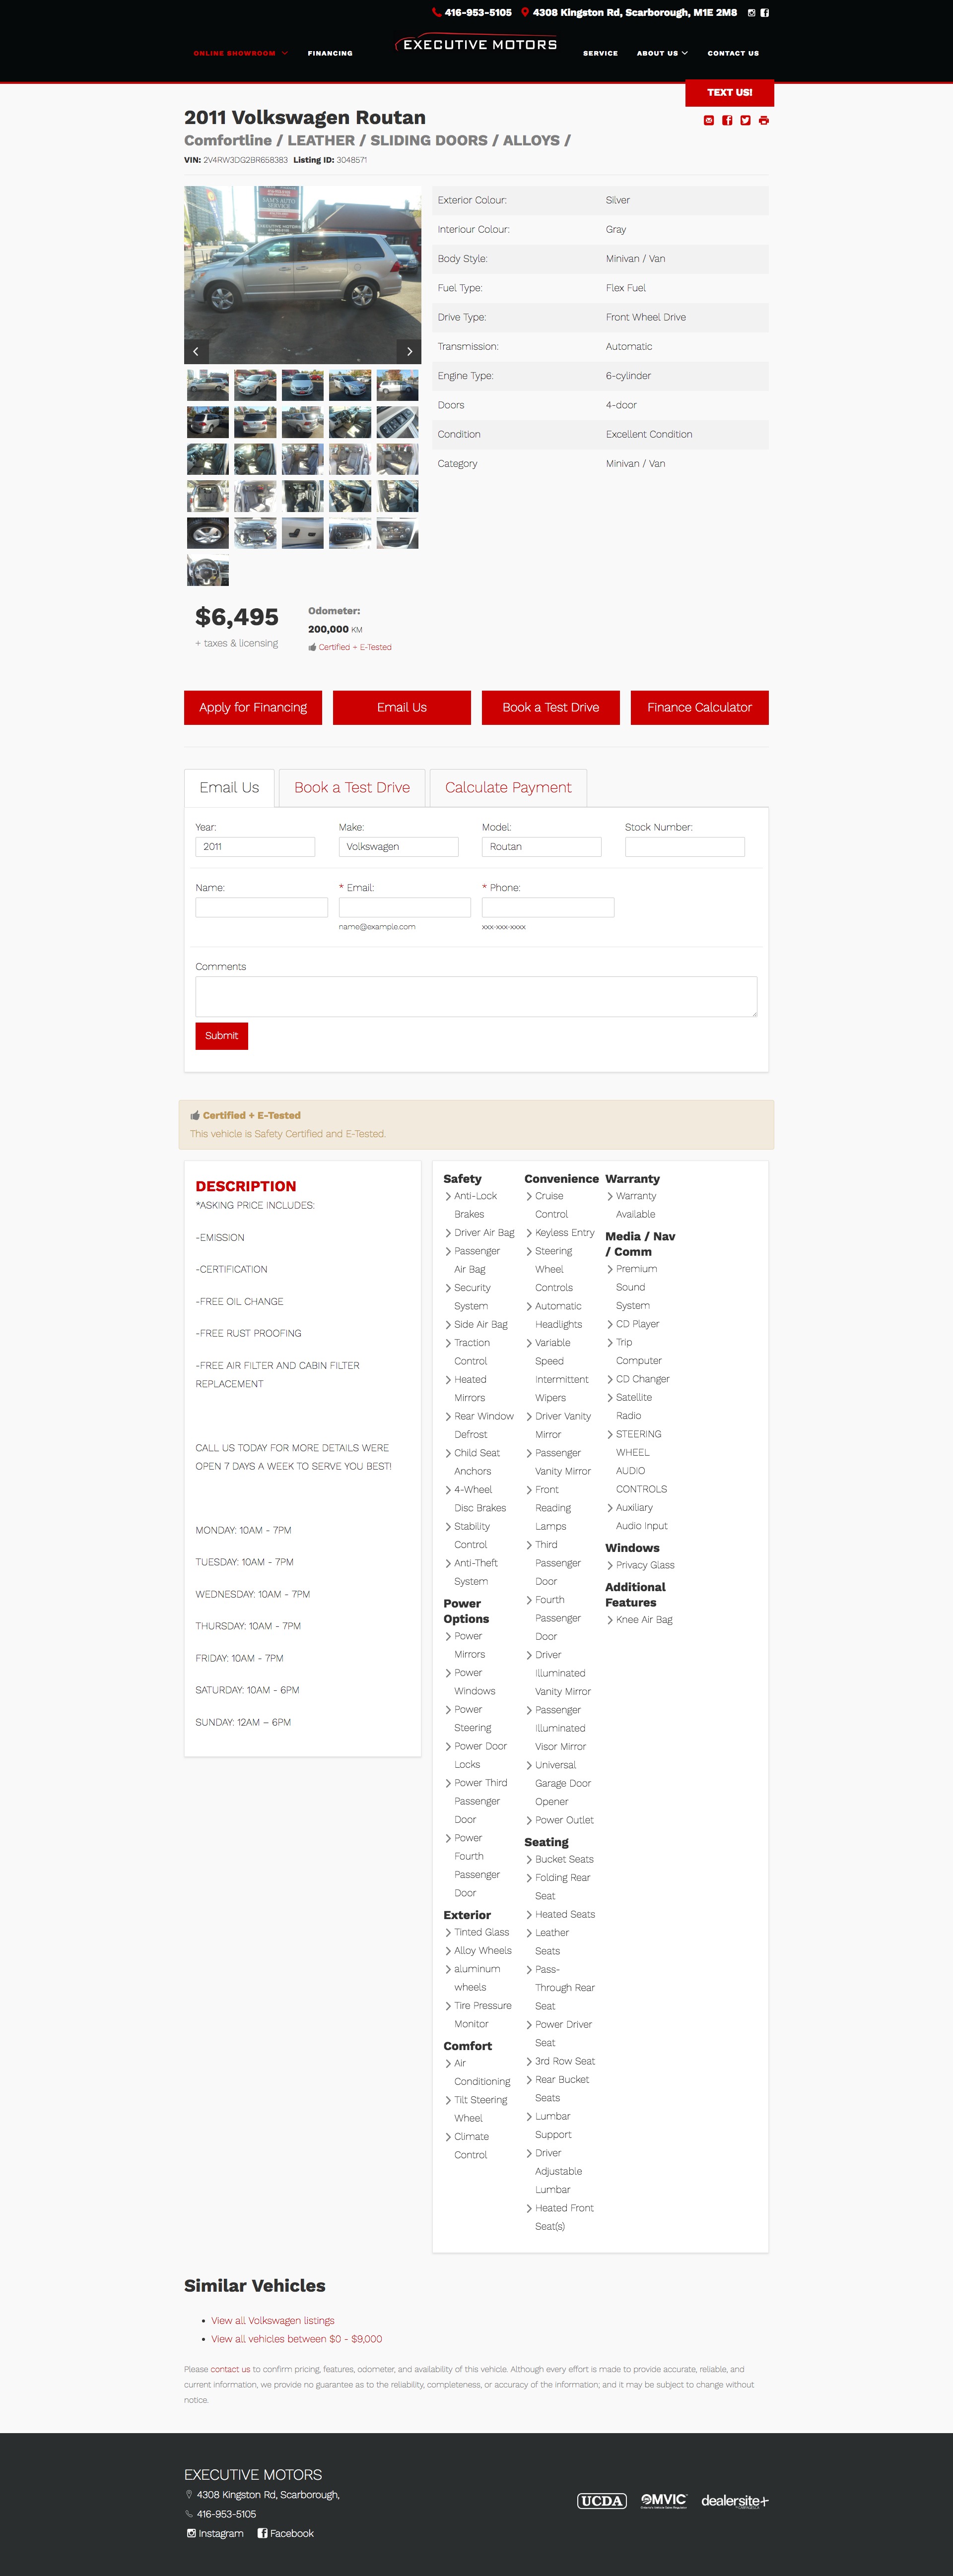 416-953-5105 4308 Kingston Rd, Scarborough, M1E 2M8
ONLINE SHOWROOM FINANCING EXECUTIVE MOTORS SERVICE ABOUT US CONTACT US
TEXT US!
2011 Volkswagen Routan
Comfortline / LEATHER / SLIDING DOORS / ALLOYS /
VIN: 2V4RW3DG2BR658383 Listing ID: 3048571
SAM'S AUTO
SERVICE
EXECUTIVE MOTORS
Exterior Colour: Silver
Interiour Colour: Gray
Body Style: Minivan / Van
Fuel Type: Flex Fuel
Drive Type: Front Wheel Drive
Transmission: Automatic
Engine Type: 6-cylinder
Doors 4-door
Condition Excellent Condition
Category Minivan / Van
$6,495
+ taxes & licensing
Odometer:
200,000 KM
Certified + E-Tested
Apply for Financing Email Us Book a Test Drive Finance Calculator
Email Us Book a Test Drive Calculate Payment
Year: Make: Model: Stock Number:
2011 Volkswagen Routan
Name: * Email: * Phone:
name@example.com xxx-xxx-xxxx
Comments
Submit
Certified + E-Tested
This vehicle is Safety Certified and E-Tested.
DESCRIPTION
*ASKING PRICE INCLUDES:
-EMISSION
-CERTIFICATION
-FREE OIL CHANGE
-FREE RUST PROOFING
-FREE AIR FILTER AND CABIN FILTER
REPLACEMENT
CALL US TODAY FOR MORE DETAILS WERE
OPEN 7 DAYS A WEEK TO SERVE YOU BEST!
MONDAY: 10AM - 7PM
TUESDAY: 10AM - 7PM
WEDNESDAY: 10AM - 7PM
THURSDAY: 10AM - 7PM
FRIDAY: 10AM - 7PM
SATURDAY: 10AM - 6PM
SUNDAY: 12AM – 6PM
Safety
Anti-Lock
Brakes
Driver Air Bag
Passenger
Air Bag
Security
System
Side Air Bag
Traction
Control
Heated
Mirrors
Rear Window
Defrost
Child Seat
Anchors
4-Wheel
Disc Brakes
Stability
Control
Anti-Theft
System
Power
Options
Power
Mirrors
Power
Windows
Power
Steering
Power Door
Locks
Power Third
Passenger
Door
Power
Fourth
Passenger
Door
Exterior
Tinted Glass
Alloy Wheels
aluminum
wheels
Tire Pressure
Monitor
Comfort
Air
Conditioning
Tilt Steering
Wheel
Climate
Control
Convenience
Cruise
Control
Keyless Entry
Steering
Wheel
Controls
Automatic
Headlights
Variable
Speed
Intermittent
Wipers
Driver Vanity
Mirror
Passenger
Vanity Mirror
Front
Reading
Lamps
Third
Passenger
Door
Fourth
Passenger
Door
Driver
Illuminated
Vanity Mirror
Passenger
Illuminated
Visor Mirror
Universal
Garage Door
Opener
Power Outlet
Seating
Bucket Seats
Folding Rear
Seat
Heated Seats
Leather
Seats
Pass-
Through Rear
Seat
Power Driver
Seat
3rd Row Seat
Rear Bucket
Seats
Lumbar
Support
Driver
Adjustable
Lumbar
Heated Front
Seat(s)
Warranty
Warranty
Available
Media / Nav
/ Comm
Premium
Sound
System
CD Player
Trip
Computer
CD Changer
Satellite
Radio
STEERING
WHEEL
AUDIO
CONTROLS
Auxiliary
Audio Input
Windows
Privacy Glass
Additional
Features
Knee Air Bag
Similar Vehicles
• View all Volkswagen listings
• View all vehicles between $0 - $9,000
Please contact us to confirm pricing, features, odometer, and availability of this vehicle. Although every effort is made to provide accurate, reliable, and
current information, we provide no guarantee as to the reliability, completeness, or accuracy of the information; and it may be subject to change without
notice.
EXECUTIVE MOTORS
4308 Kingston Rd, Scarborough,
416-953-5105
Instagram Facebook
UCDA OMVIC dealersite+